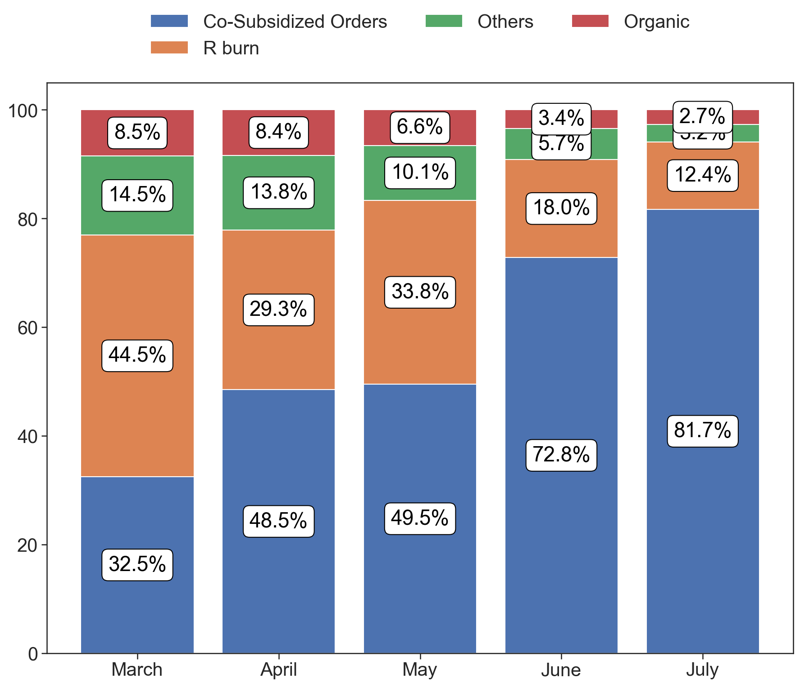 Co-Subsidized Orders Others Organic
R burn
100
80
60
40
20
0
8.5% 8.4% 6.6% 3.4% 2.7%
14.5% 13.8% 10.1% 5.7% 3.2%
44.5% 29.3% 33.8% 18.0% 12.4%
32.5% 48.5% 49.5% 72.8% 81.7%
March April May June July